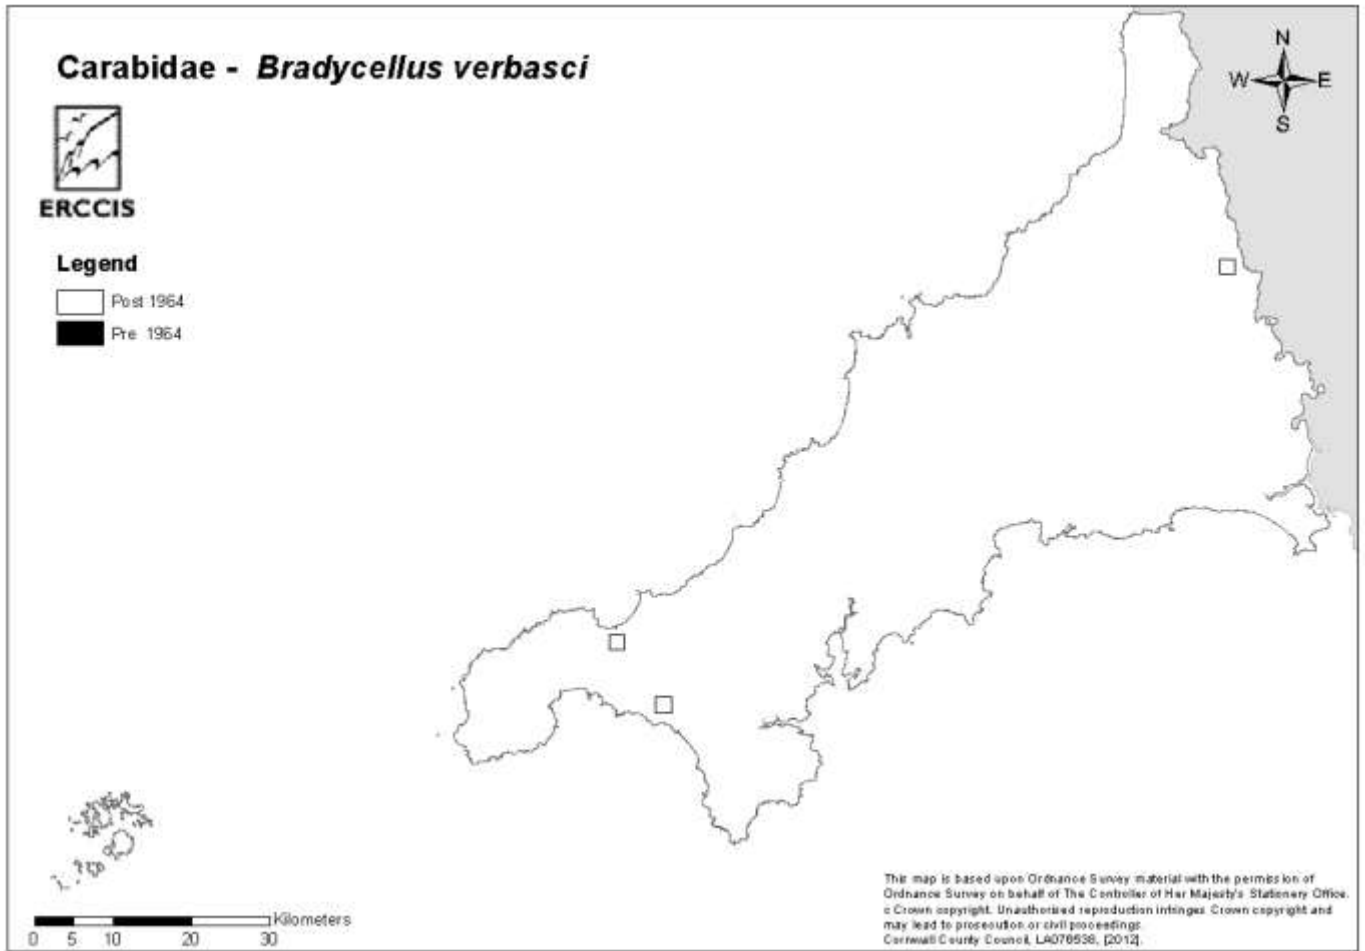 Carabidae - Bradycellus verbasci
N
W E
S
ERCCIS
Legend
Post 1964
Pre 1964
This map is based upon Ordnance Survey material with the permission of
Ordnance Survey on behalf of The Controller of Her Majesty's Stationery Office.
c Crown copyright. Unauthorised reproduction infringes Crown copyright and
may lead to prosecution or civil proceedings.
Cornwall County Council, LA076538, [2012].
Kilometers
0 5 10 20 30